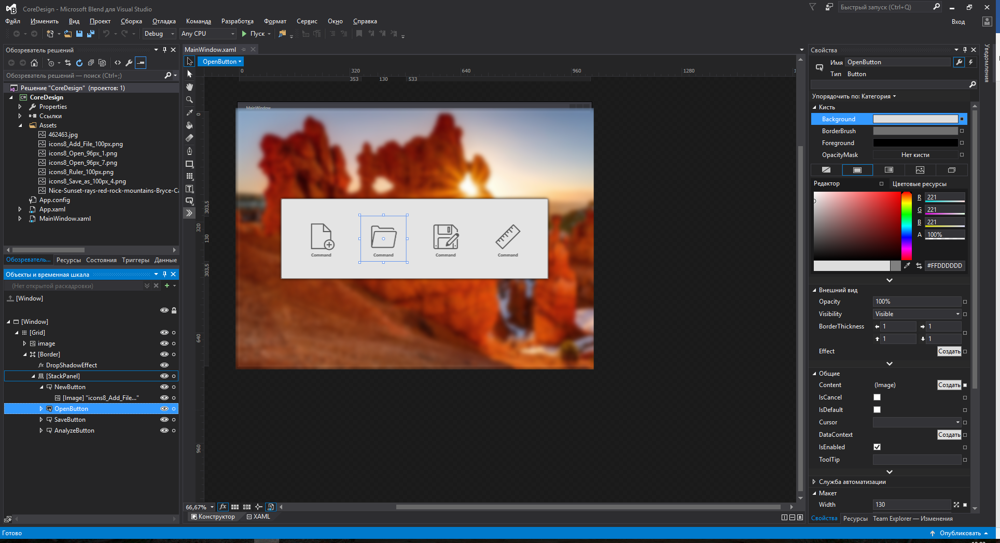 CoreDesign - Microsoft Blend для Visual Studio
Быстрый запуск (Ctrl+Q)
Файл Изменить Вид Проект Сборка Отладка Команда Разработка Формат Сервис Окно Справка
Вход
Debug Any CPU Пуск
Обозреватель решений
Обозреватель решений — поиск (Ctrl+;)
Решение "CoreDesign" (проектов: 1)
C# CoreDesign
Properties
Ссылки
Assets
462463.jpg
icons8_Add_File_100px.png
icons8_Open_96px_1.png
icons8_Open_96px_7.png
icons8_Ruler_100px.png
icons8_Save_as_100px_4.png
Nice-Sunset-rays-red-rock-mountains-Bryce-Ca
App.config
App.xaml
MainWindow.xaml
Обозреватель... Ресурсы Состояния Триггеры Данные
Объекты и временная шкала
(Нет открытой раскадровки)
[Window]
[Window]
[Grid]
image
[Border]
fx DropShadowEffect
[StackPanel]
NewButton
[Image] "icons8_Add_File..."
OpenButton
SaveButton
AnalyzeButton
MainWindow.xaml
OpenButton
0 320 640 960 1280 1
353 130 533
0
303,5
320
130
303,5
640
960
MainWindow
Command Command Command Command
66,67% fx
Конструктор XAML
Свойства
Имя OpenButton
Тип Button
Упорядочить по: Категория
Кисть
Background
BorderBrush
Foreground
OpacityMask Нет кисти
Редактор Цветовые ресурсы
R 221
G 221
B 221
A 100%
#FFDDDDDD
Внешний вид
Opacity 100%
Visibility Visible
BorderThickness 1 1
1 1
Effect Создать
Общие
Content (Image) Создать
IsCancel
IsDefault
Cursor
DataContext Создать
IsEnabled
ToolTip
Служба автоматизации
Макет
Width 130
Свойства Ресурсы Team Explorer — Изменения
Уведомления
Готово
Опубликовать